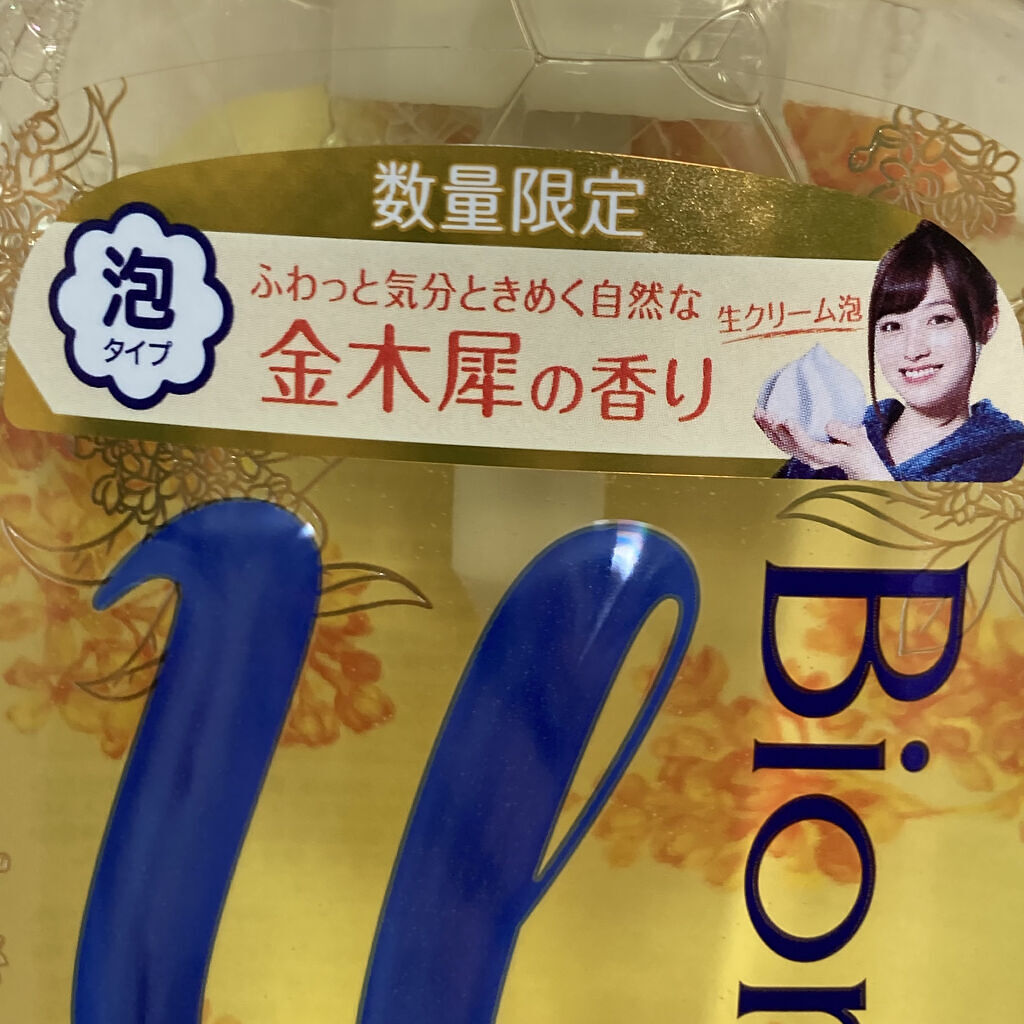 数量限定
泡
タイプ
ふわっと気分ときめく自然な
金木犀の香り
生クリーム泡
u
Bior